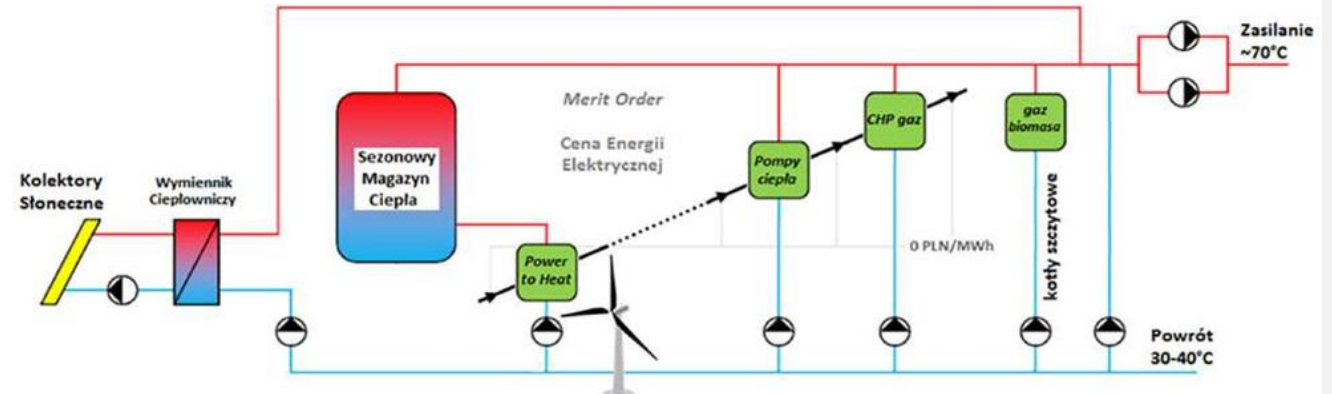 Zasilanie
~70°C
Merit Order
Cena Energii
Elektrycznej
CHP gaz
gaz
biomasa
Pompy
ciepła
Sezonowy
Magazyn
Ciepła
Kolektory
Słoneczne
Wymiennik
Ciepłowniczy
Power
to Heat
0 PLN/MWh
kotły szczytowe
Powrót
30-40°C